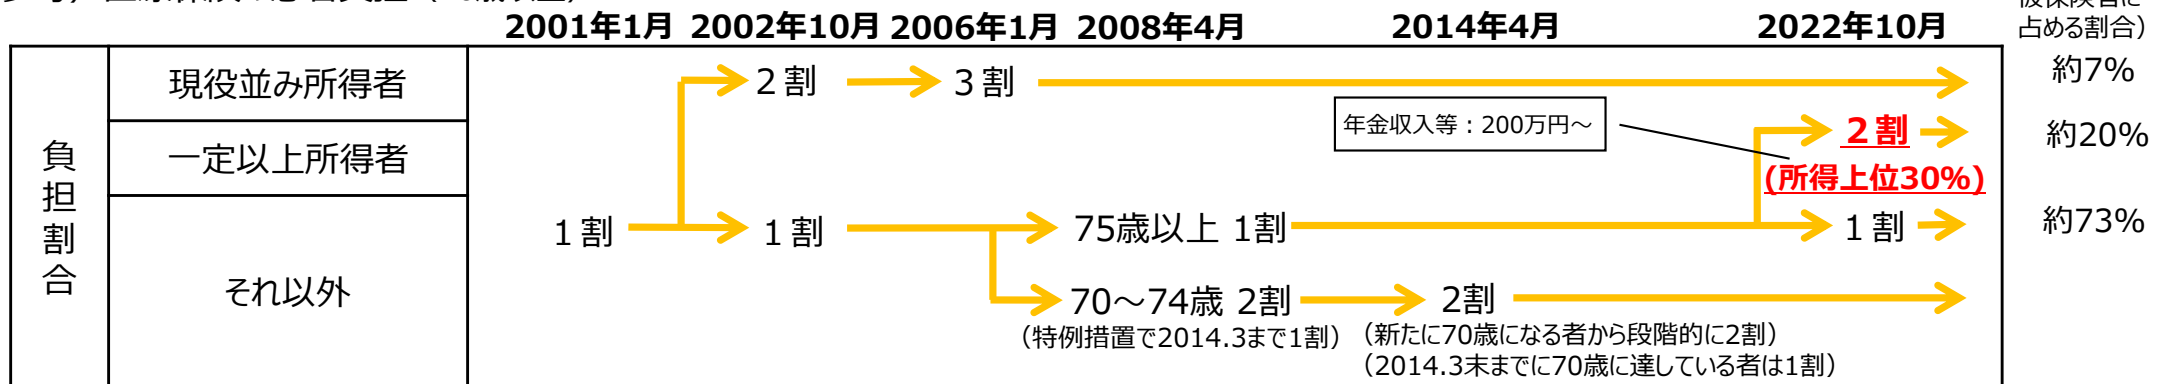 2001年1月 2002年10月 2006年1月 2008年4月 2014年4月 2022年10月
占める割合)
現役並み所得者 2割 3割 約7%
年金収入等:200万円~
一定以上所得者 2割 約20%
(所得上位30%)
負担割合
1割 1割 75歳以上 1割 1割 約73%
それ以外 70~74歳 2割 2割
(特例措置で2014.3まで1割) (新たに70歳になる者から段階的に2割)
(2014.3末までに70歳に達している者は1割)